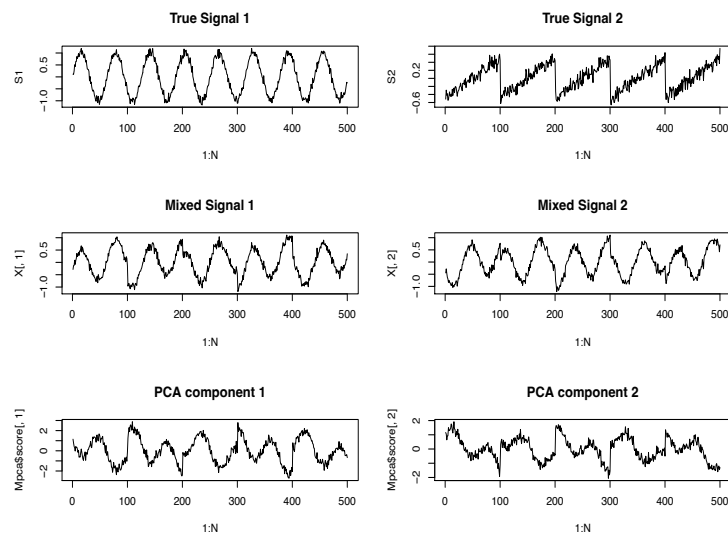 True Signal 1
S1
0.5
−1.0
0 100 200 300 400 500
1:N
True Signal 2
S2
0.2
−0.6
0 100 200 300 400 500
1:N
Mixed Signal 1
X[, 1]
0.5
−1.0
0 100 200 300 400 500
1:N
Mixed Signal 2
X[, 2]
0.5
−1.0
0 100 200 300 400 500
1:N
PCA component 1
Mpca$score[, 1]
2
0
−2
0 100 200 300 400 500
1:N
PCA component 2
Mpca$score[, 2]
2
0
−2
0 100 200 300 400 500
1:N